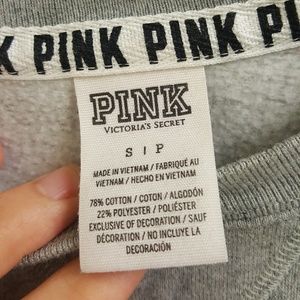 K PINK PINK PI
PINK
VICTORIA'S SECRET
S | P
MADE IN VIETNAM / FABRIQUÉ AU
VIETNAM / HECHO EN VIETNAM
78% COTTON / COTON / ALGODÓN
22% POLYESTER / POLIÉSTER
EXCLUSIVE OF DECORATION / SAUF
DÉCORATION / NO INCLUYE LA
DECORACIÓN